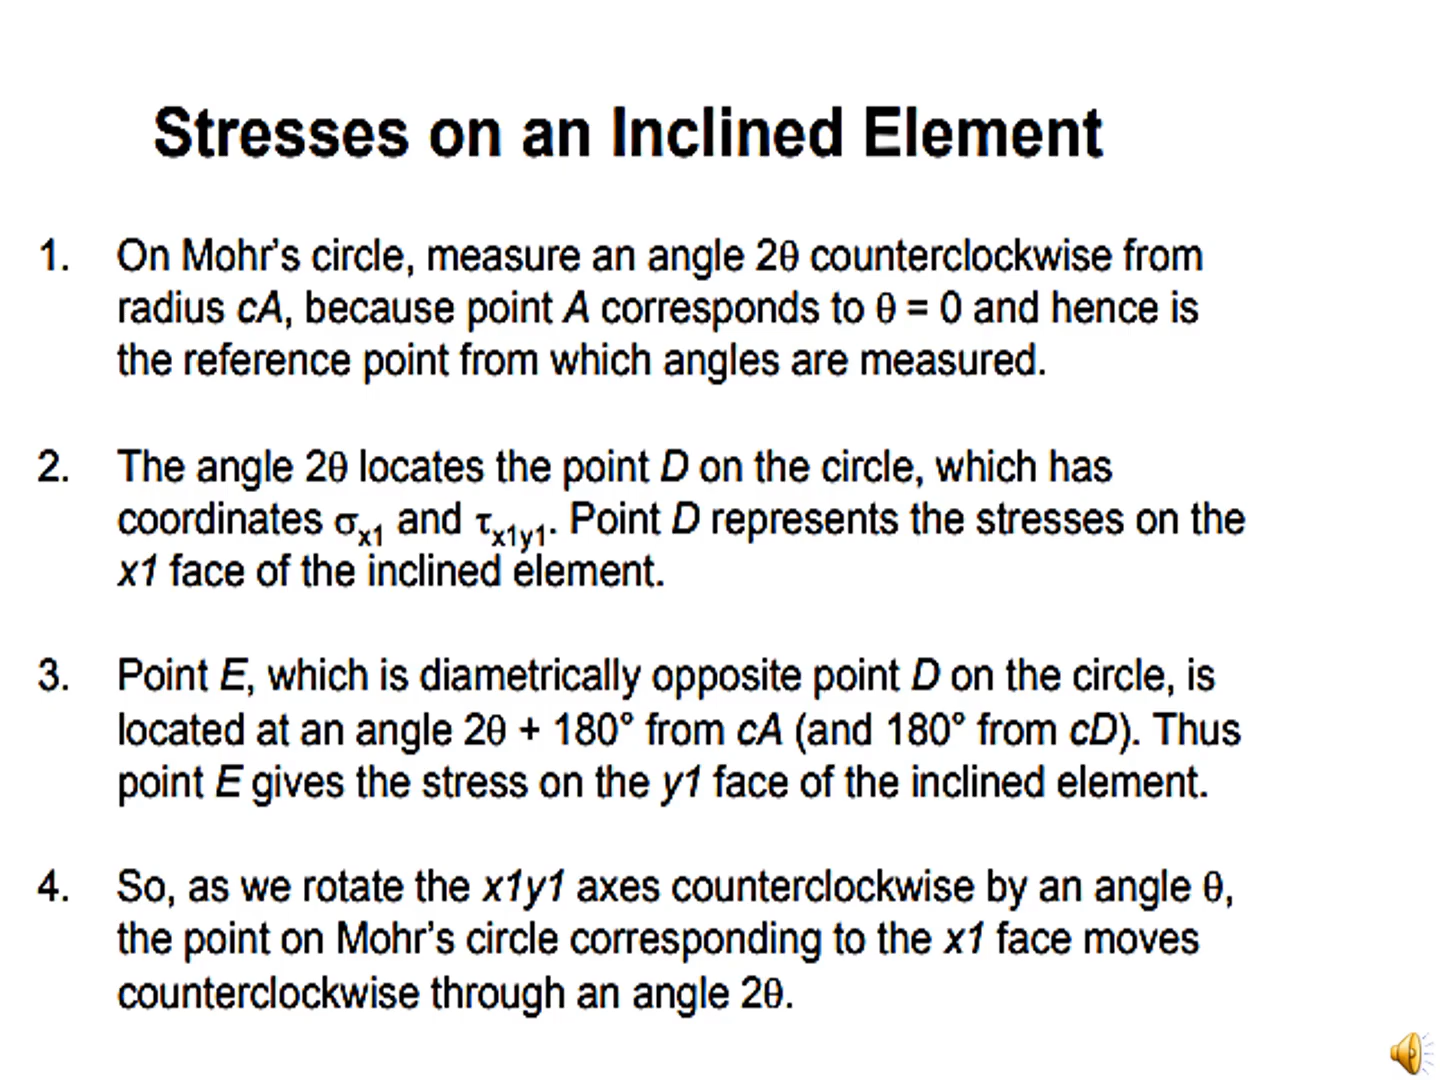 Stresses on an Inclined Element
1. On Mohr's circle, measure an angle 2θ counterclockwise from
radius cA, because point A corresponds to θ = 0 and hence is
the reference point from which angles are measured.
2. The angle 2θ locates the point D on the circle, which has
coordinates σx1 and τx1y1. Point D represents the stresses on the
x1 face of the inclined element.
3. Point E, which is diametrically opposite point D on the circle, is
located at an angle 2θ + 180° from cA (and 180° from cD). Thus
point E gives the stress on the y1 face of the inclined element.
4. So, as we rotate the x1y1 axes counterclockwise by an angle θ,
the point on Mohr's circle corresponding to the x1 face moves
counterclockwise through an angle 2θ.